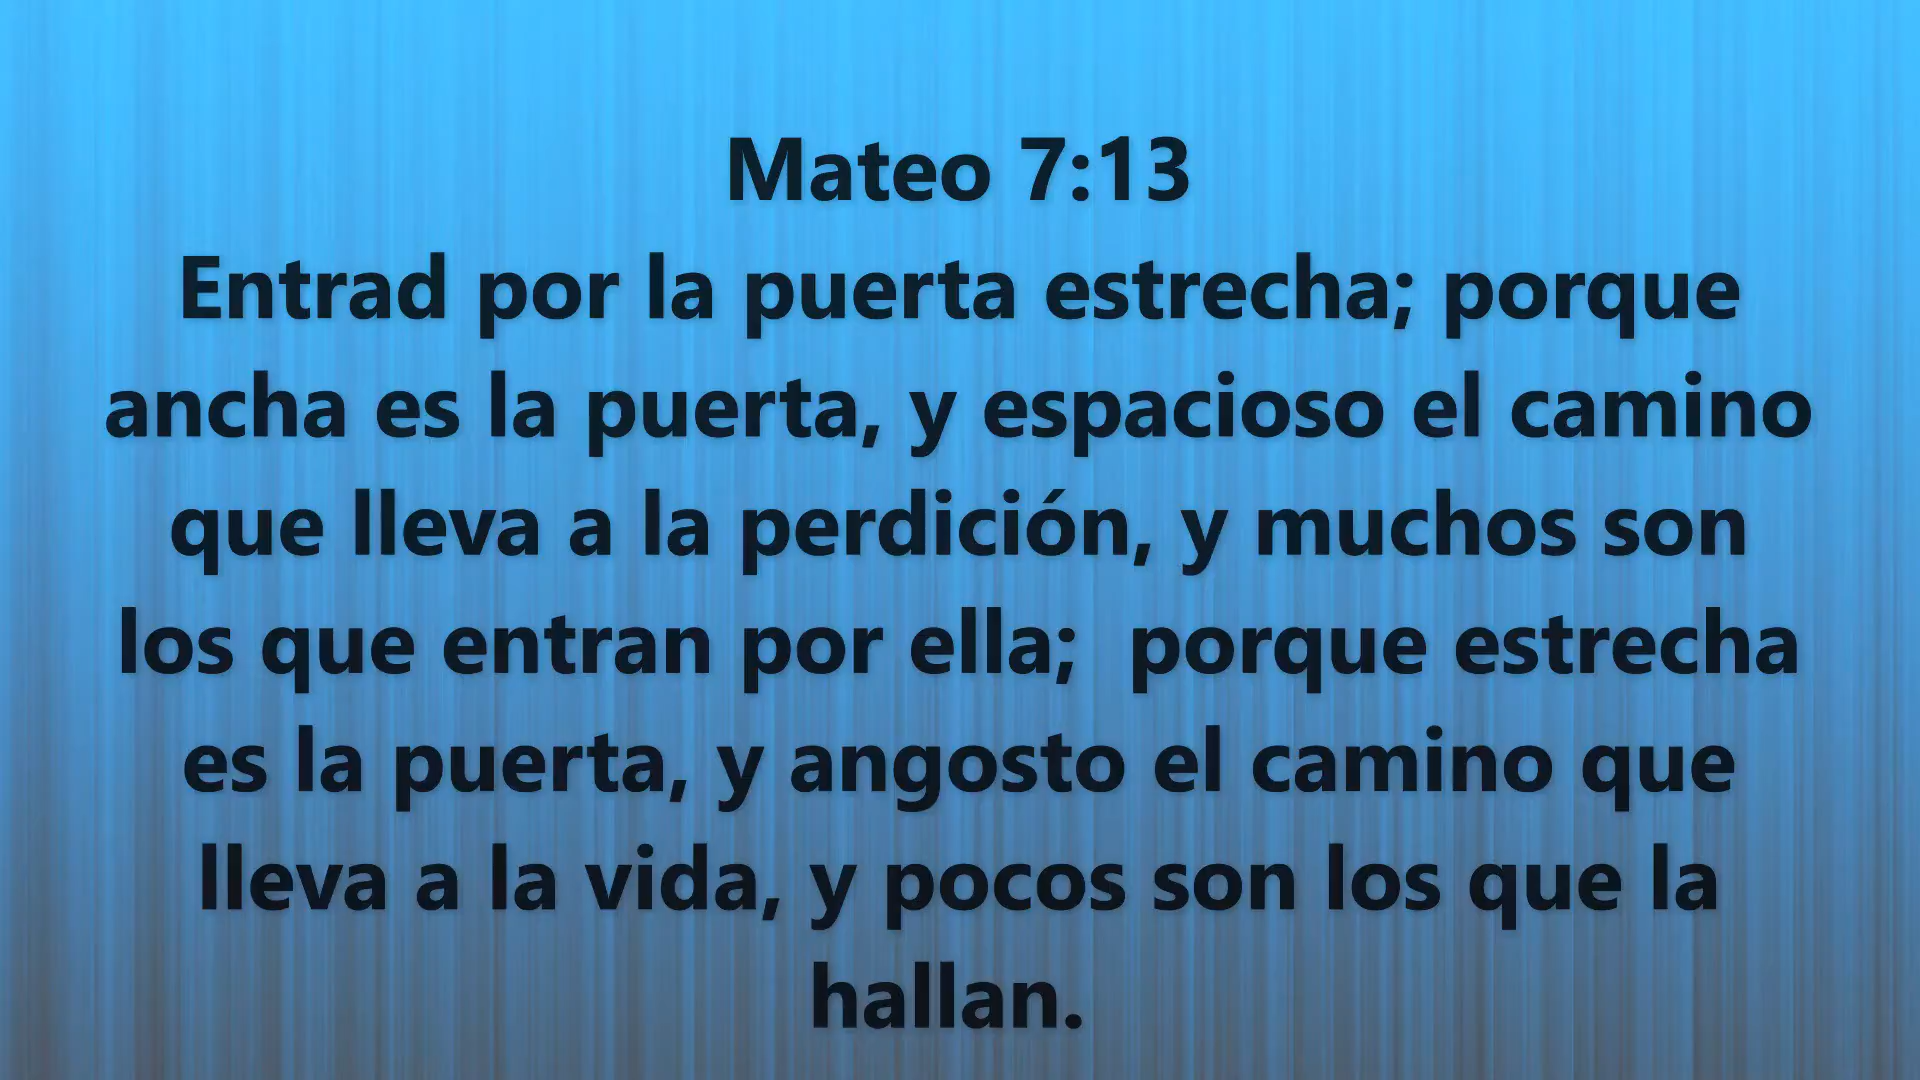 Mateo 7:13
Entrad por la puerta estrecha; porque
ancha es la puerta, y espacioso el camino
que lleva a la perdición, y muchos son
los que entran por ella;  porque estrecha
es la puerta, y angosto el camino que
lleva a la vida, y pocos son los que la
hallan.